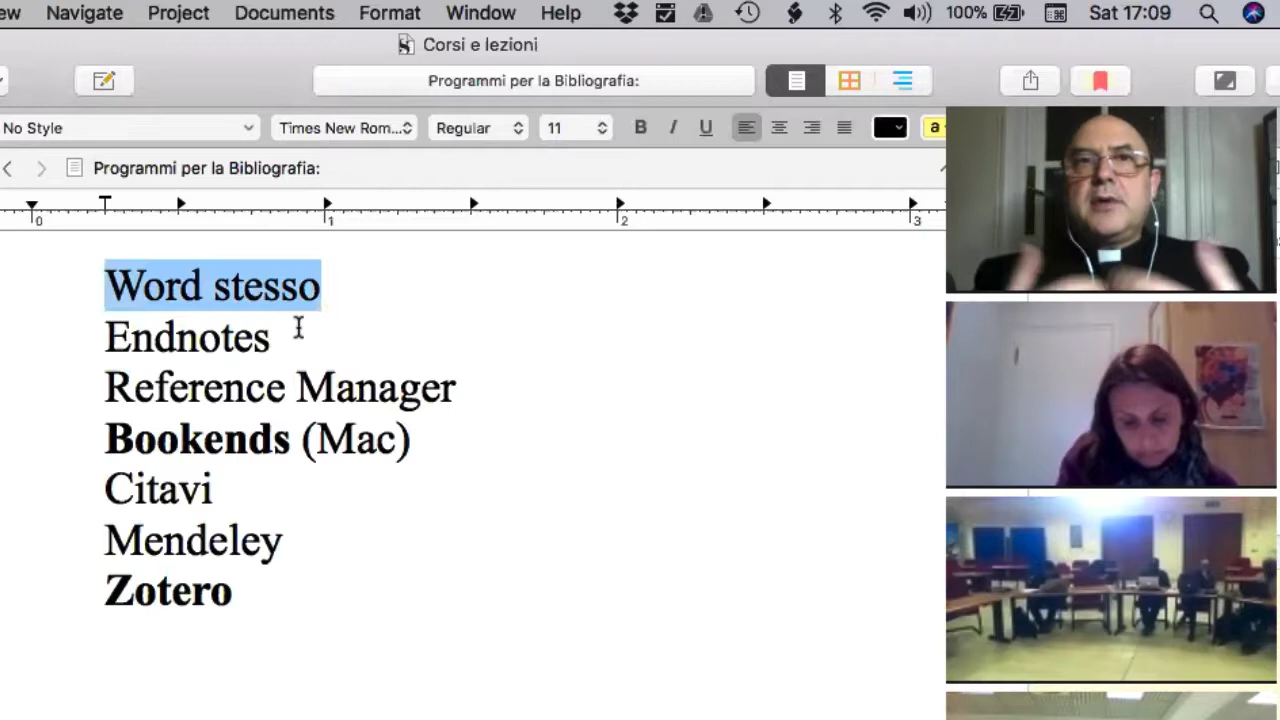 ew Navigate Project Documents Format Window Help 100% Sat 17:09
Corsi e lezioni
Programmi per la Bibliografia:
No Style Times New Rom... Regular 11 B I U a
Programmi per la Bibliografia:
0 1 2 3
Word stesso
Endnotes
Reference Manager
Bookends (Mac)
Citavi
Mendeley
Zotero